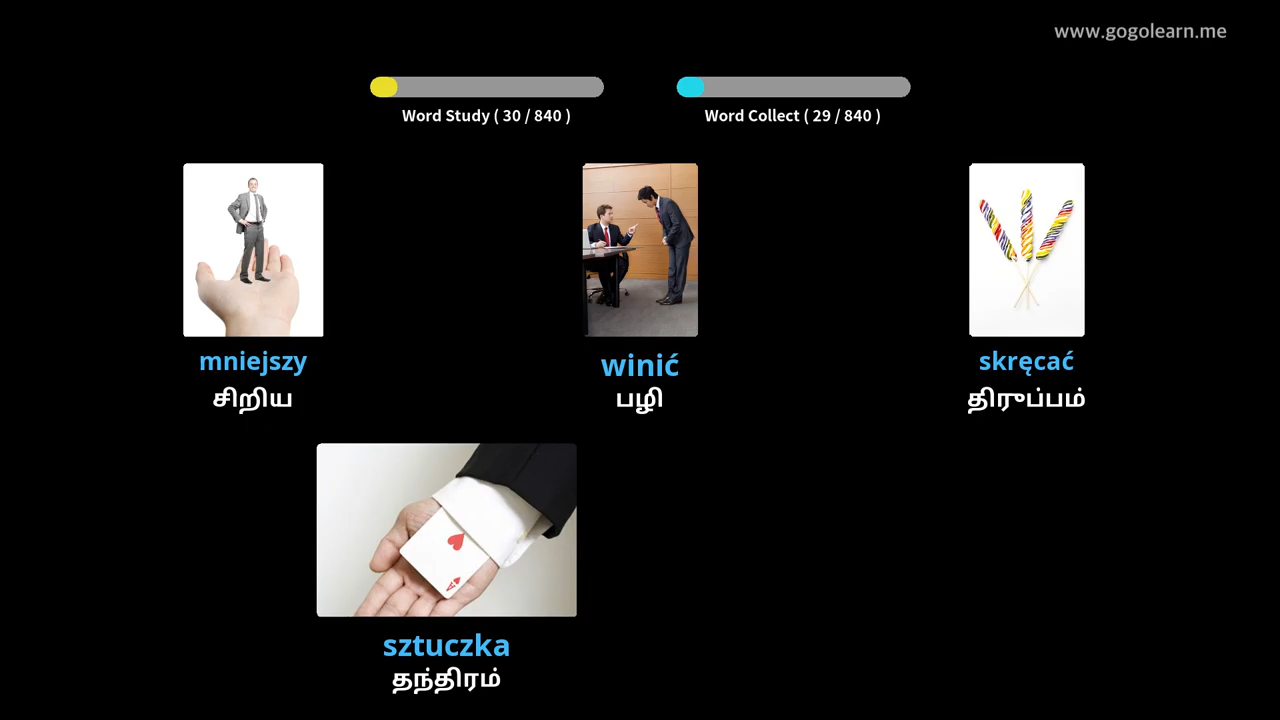 www.gogolearn.me
Word Study ( 30 / 840 )
Word Collect ( 29 / 840 )
mniejszy
சிறிய
winić
பழி
skręcać
திருப்பம்
sztuczka
தந்திரம்